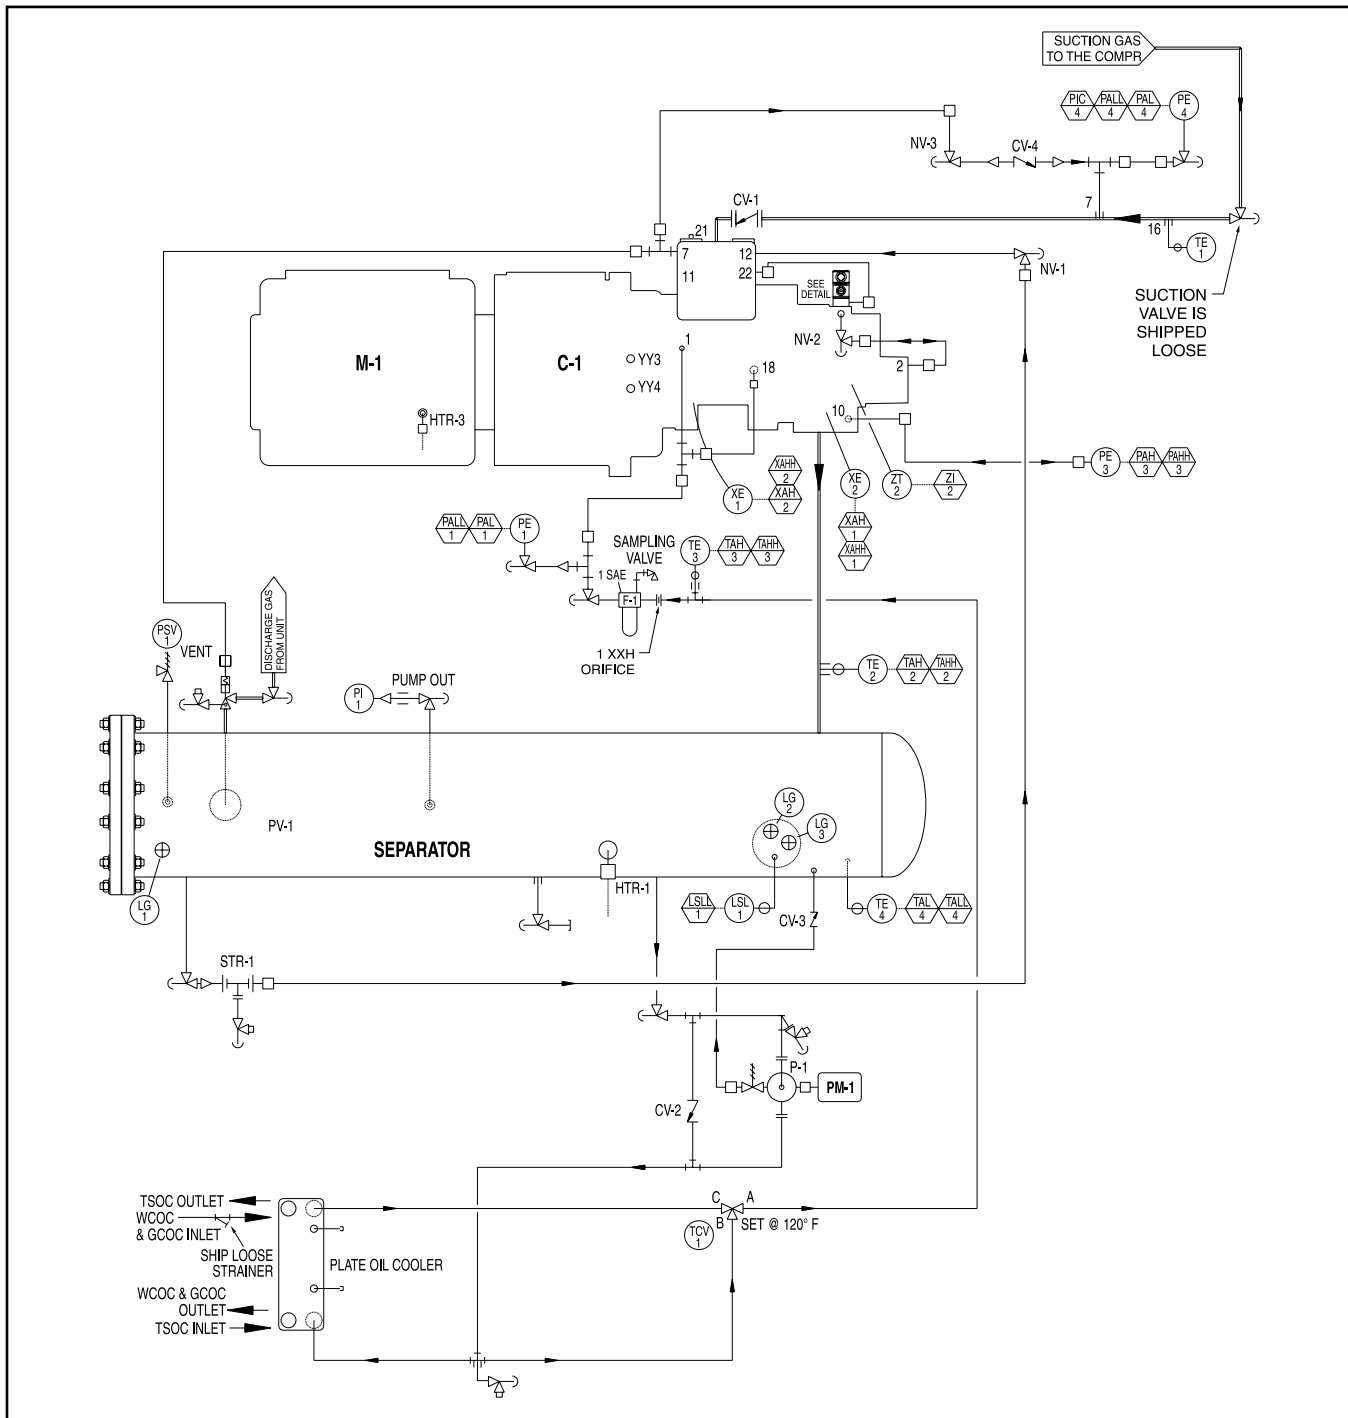 SUCTION GAS
TO THE COMPR
PIC
4
PALL
4
PAL
4
PE
4
NV-3
CV-4
CV-1
7
16
TE
1
21
7
12
11
22
NV-1
SEE
DETAIL
SUCTION
VALVE IS
SHIPPED
LOOSE
NV-2
M-1
C-1
YY3
YY4
1
18
2
10
HTR-3
XE
1
XAHH
2
XAH
2
XE
2
XAH
1
XAHH
1
ZT
2
ZI
2
PE
3
PAH
3
PAHH
3
PALL
1
PAL
1
PE
1
SAMPLING
VALVE
1 SAE
F-1
TE
3
TAH
3
TAHH
3
1 XXH
ORIFICE
PSV
1
VENT
DISCHARGE GAS
FROM UNIT
PI
1
PUMP OUT
TE
2
TAH
2
TAHH
2
PV-1
SEPARATOR
LG
2
LG
3
LG
1
HTR-1
LSLL
1
LSL
1
CV-3
TE
4
TAL
4
TALL
4
STR-1
P-1
PM-1
CV-2
TSOC OUTLET
WCOC
& GCOC INLET
SHIP LOOSE
STRAINER
PLATE OIL COOLER
WCOC & GCOC
OUTLET
TSOC INLET
C
A
B
SET @ 120° F
TCV
1